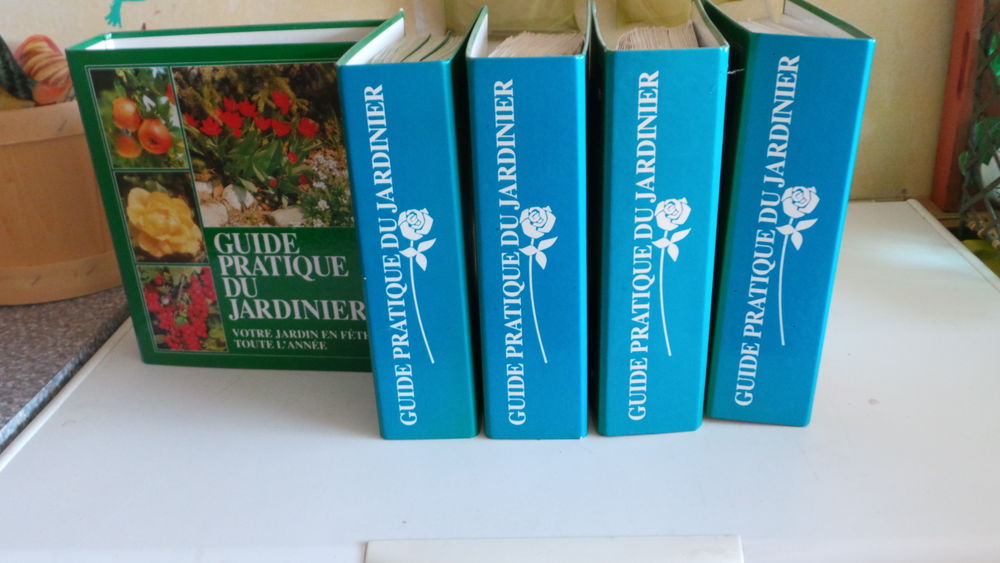 GUIDE
PRATIQUE
DU
JARDINIER
VOTRE JARDIN EN FÊTE
TOUTE L'ANNÉE
GUIDE PRATIQUE DU JARDINIER
GUIDE PRATIQUE DU JARDINIER
GUIDE PRATIQUE DU JARDINIER
GUIDE PRATIQUE DU JARDINIER